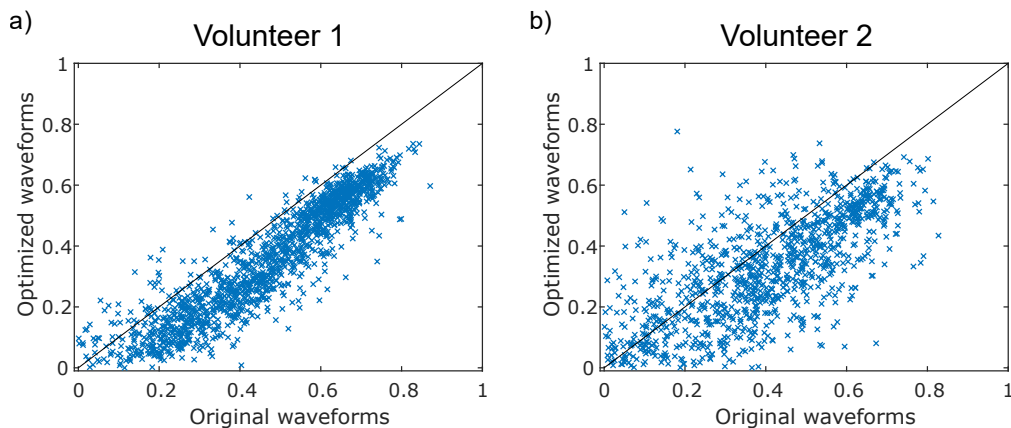 a)
Volunteer 1
1
0.8
0.6
0.4
0.2
0
Optimized waveforms
0 0.2 0.4 0.6 0.8 1
Original waveforms
b)
Volunteer 2
1
0.8
0.6
0.4
0.2
0
Optimized waveforms
0 0.2 0.4 0.6 0.8 1
Original waveforms